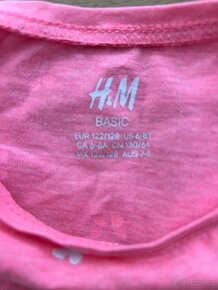 H&M
BASIC
EUR 122/128 US 6-8Y
CA 6-8A CN 130/64
MX 122/128 AUS 7-8